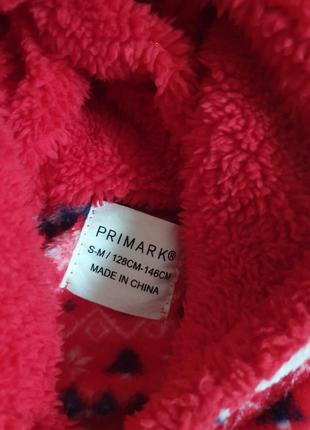 PRIMARK®
S-M / 128CM-146CM
MADE IN CHINA